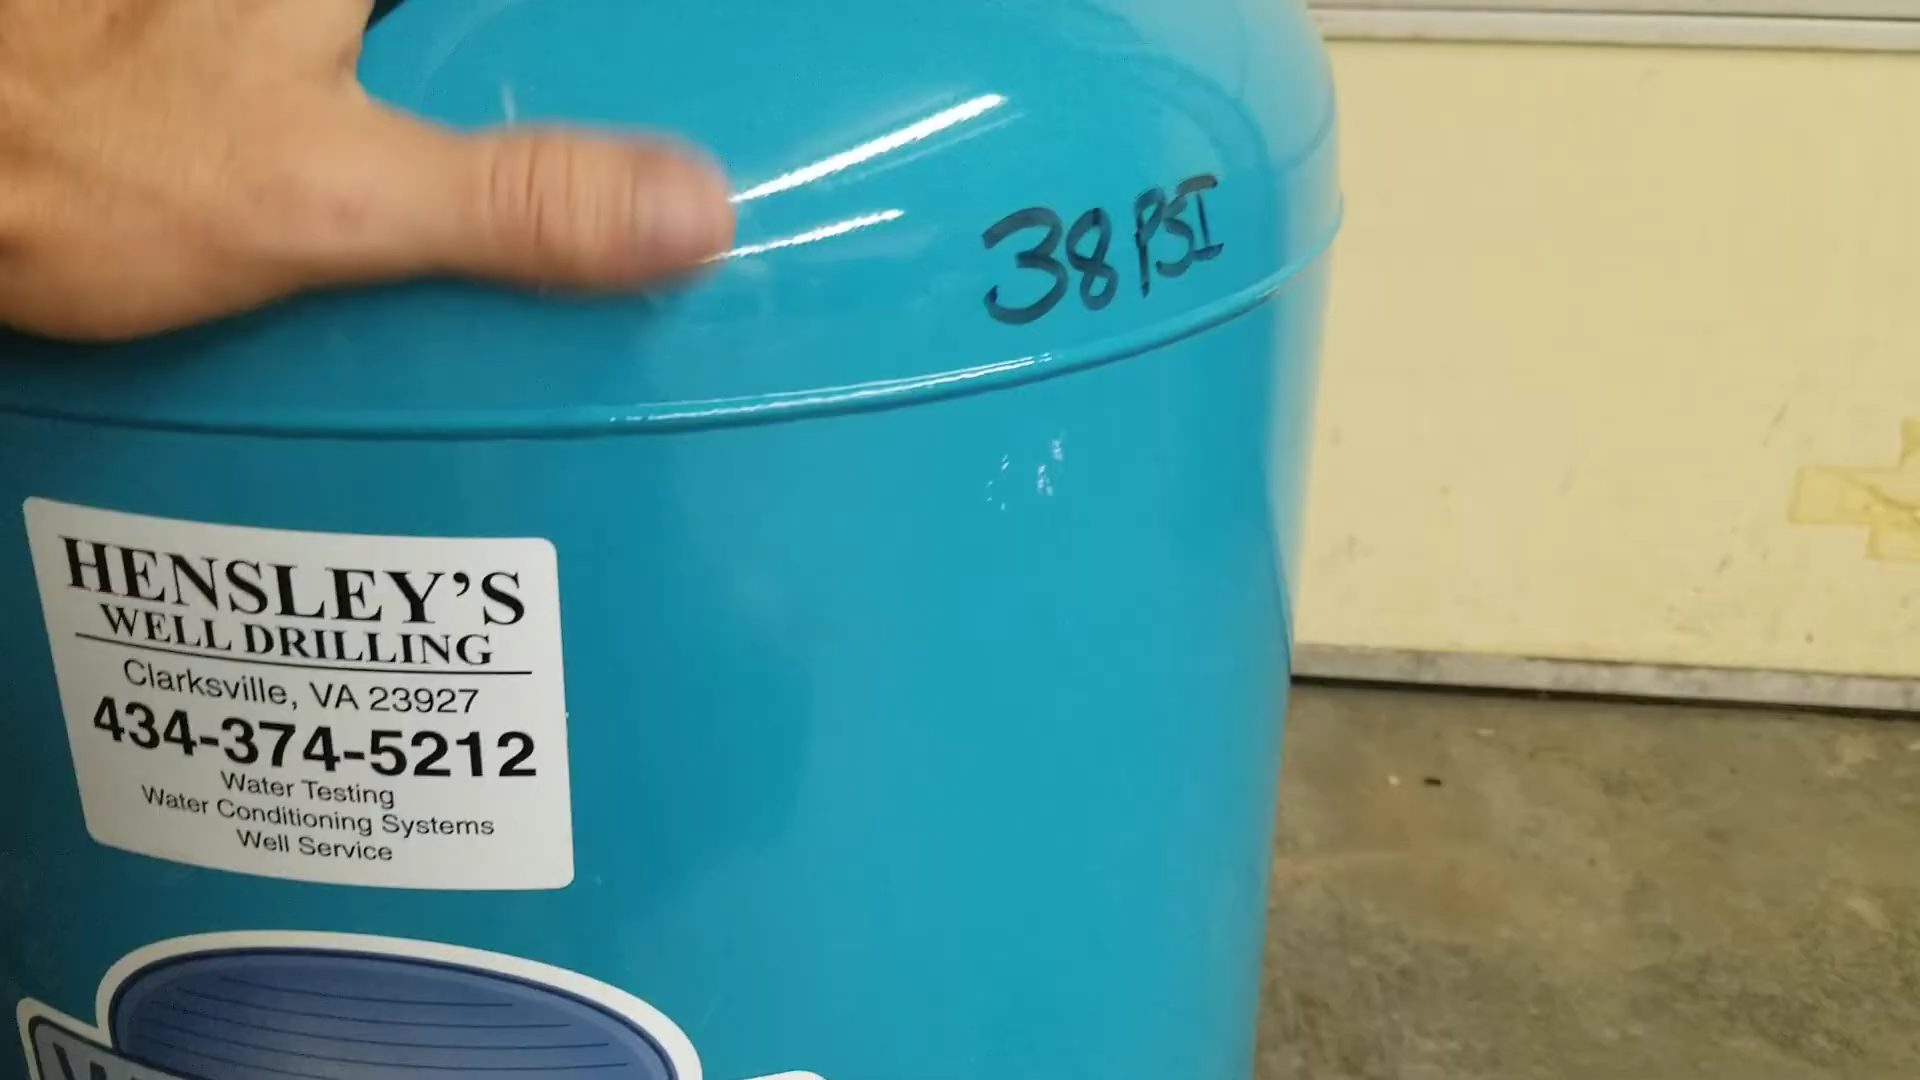 38 PSI
HENSLEY'S
WELL DRILLING
Clarksville, VA 23927
434-374-5212
Water Testing
Water Conditioning Systems
Well Service